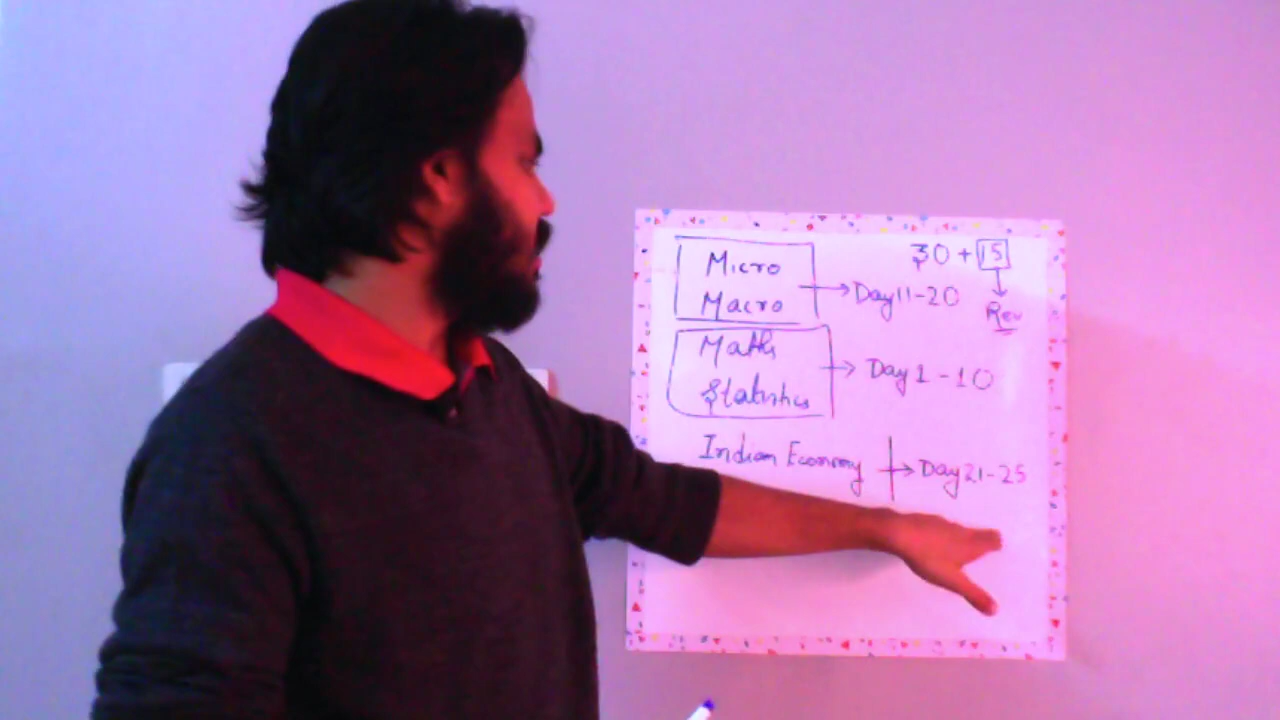 30 + 15
Micro
Macro
Day 11-20
Rev
Maths
Statistics
Day 1-10
Indian Economy
Day 21-25